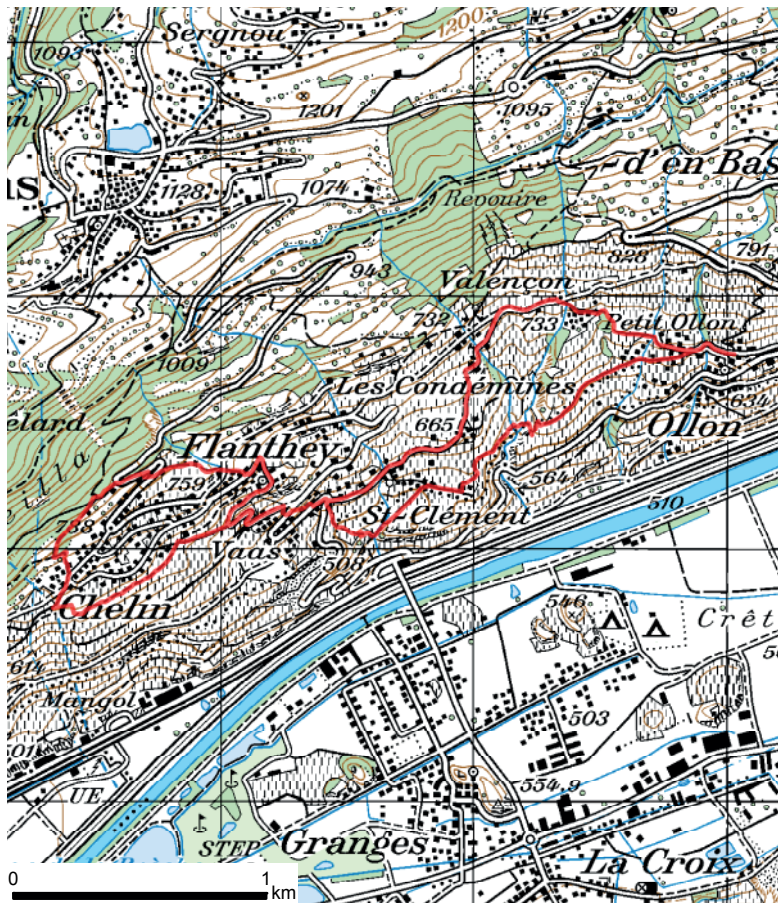 Sergnou
1200
1093
1201
1095
1128
1074
-d'en Bas
Revouire
943
826
791
Valençon
732
733
Petit Ollon
1009
Les Condémines
634
665
Ollon
Flanthey
759
564
510
St. Clément
738
Vaas
508
Chelin
546
Crêt
614
Mangol
503
UE
554.9
STEP
Granges
La Croix
0 1
km